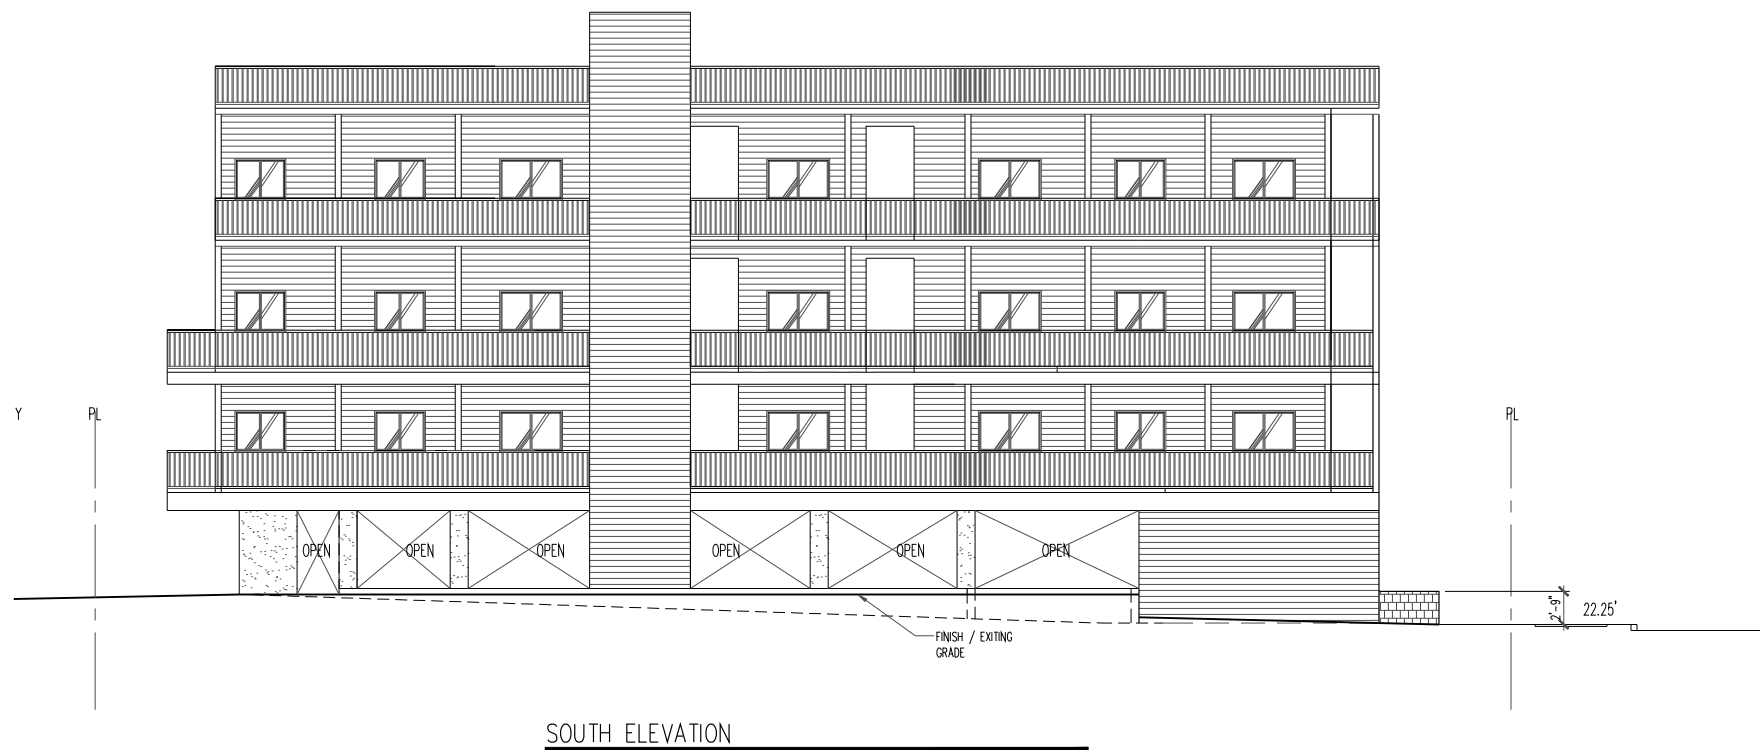 Y
PL
PL
OPEN
OPEN
OPEN
OPEN
OPEN
OPEN
2'-9"
22.25'
FINISH / EXITING
GRADE
SOUTH ELEVATION